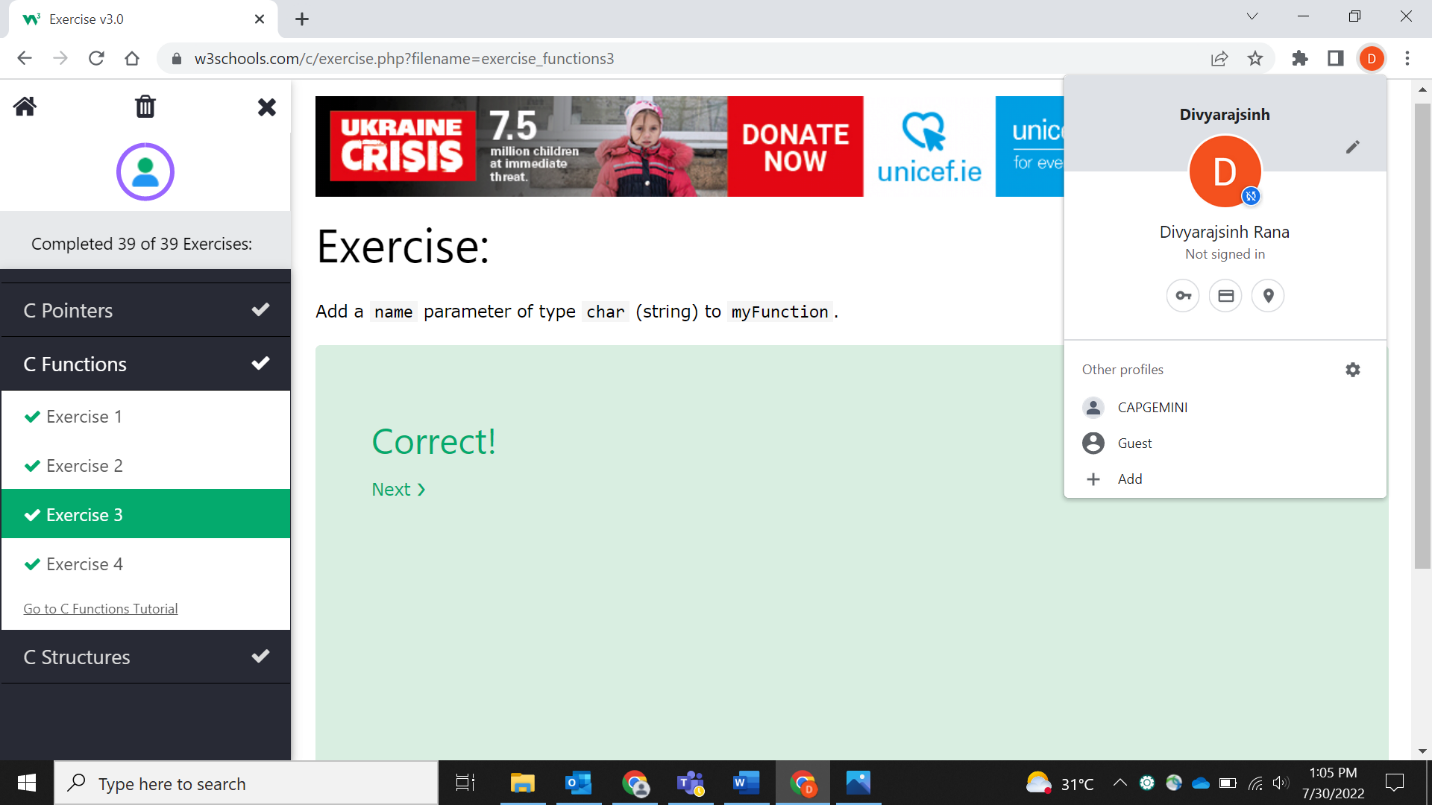 Exercise v3.0
w3schools.com/c/exercise.php?filename=exercise_functions3
D
Completed 39 of 39 Exercises:
C Pointers
C Functions
Exercise 1
Exercise 2
Exercise 3
Exercise 4
Go to C Functions Tutorial
C Structures
UKRAINE
CRISIS
7.5
million children
at immediate
threat.
DONATE
NOW
unicef.ie
unic
for eve
Exercise:
Add a name parameter of type char (string) to myFunction.
Correct!
Next ❯
Divyarajsinh
D
Divyarajsinh Rana
Not signed in
Other profiles
CAPGEMINI
Guest
Add
Type here to search
31°C
1:05 PM
7/30/2022